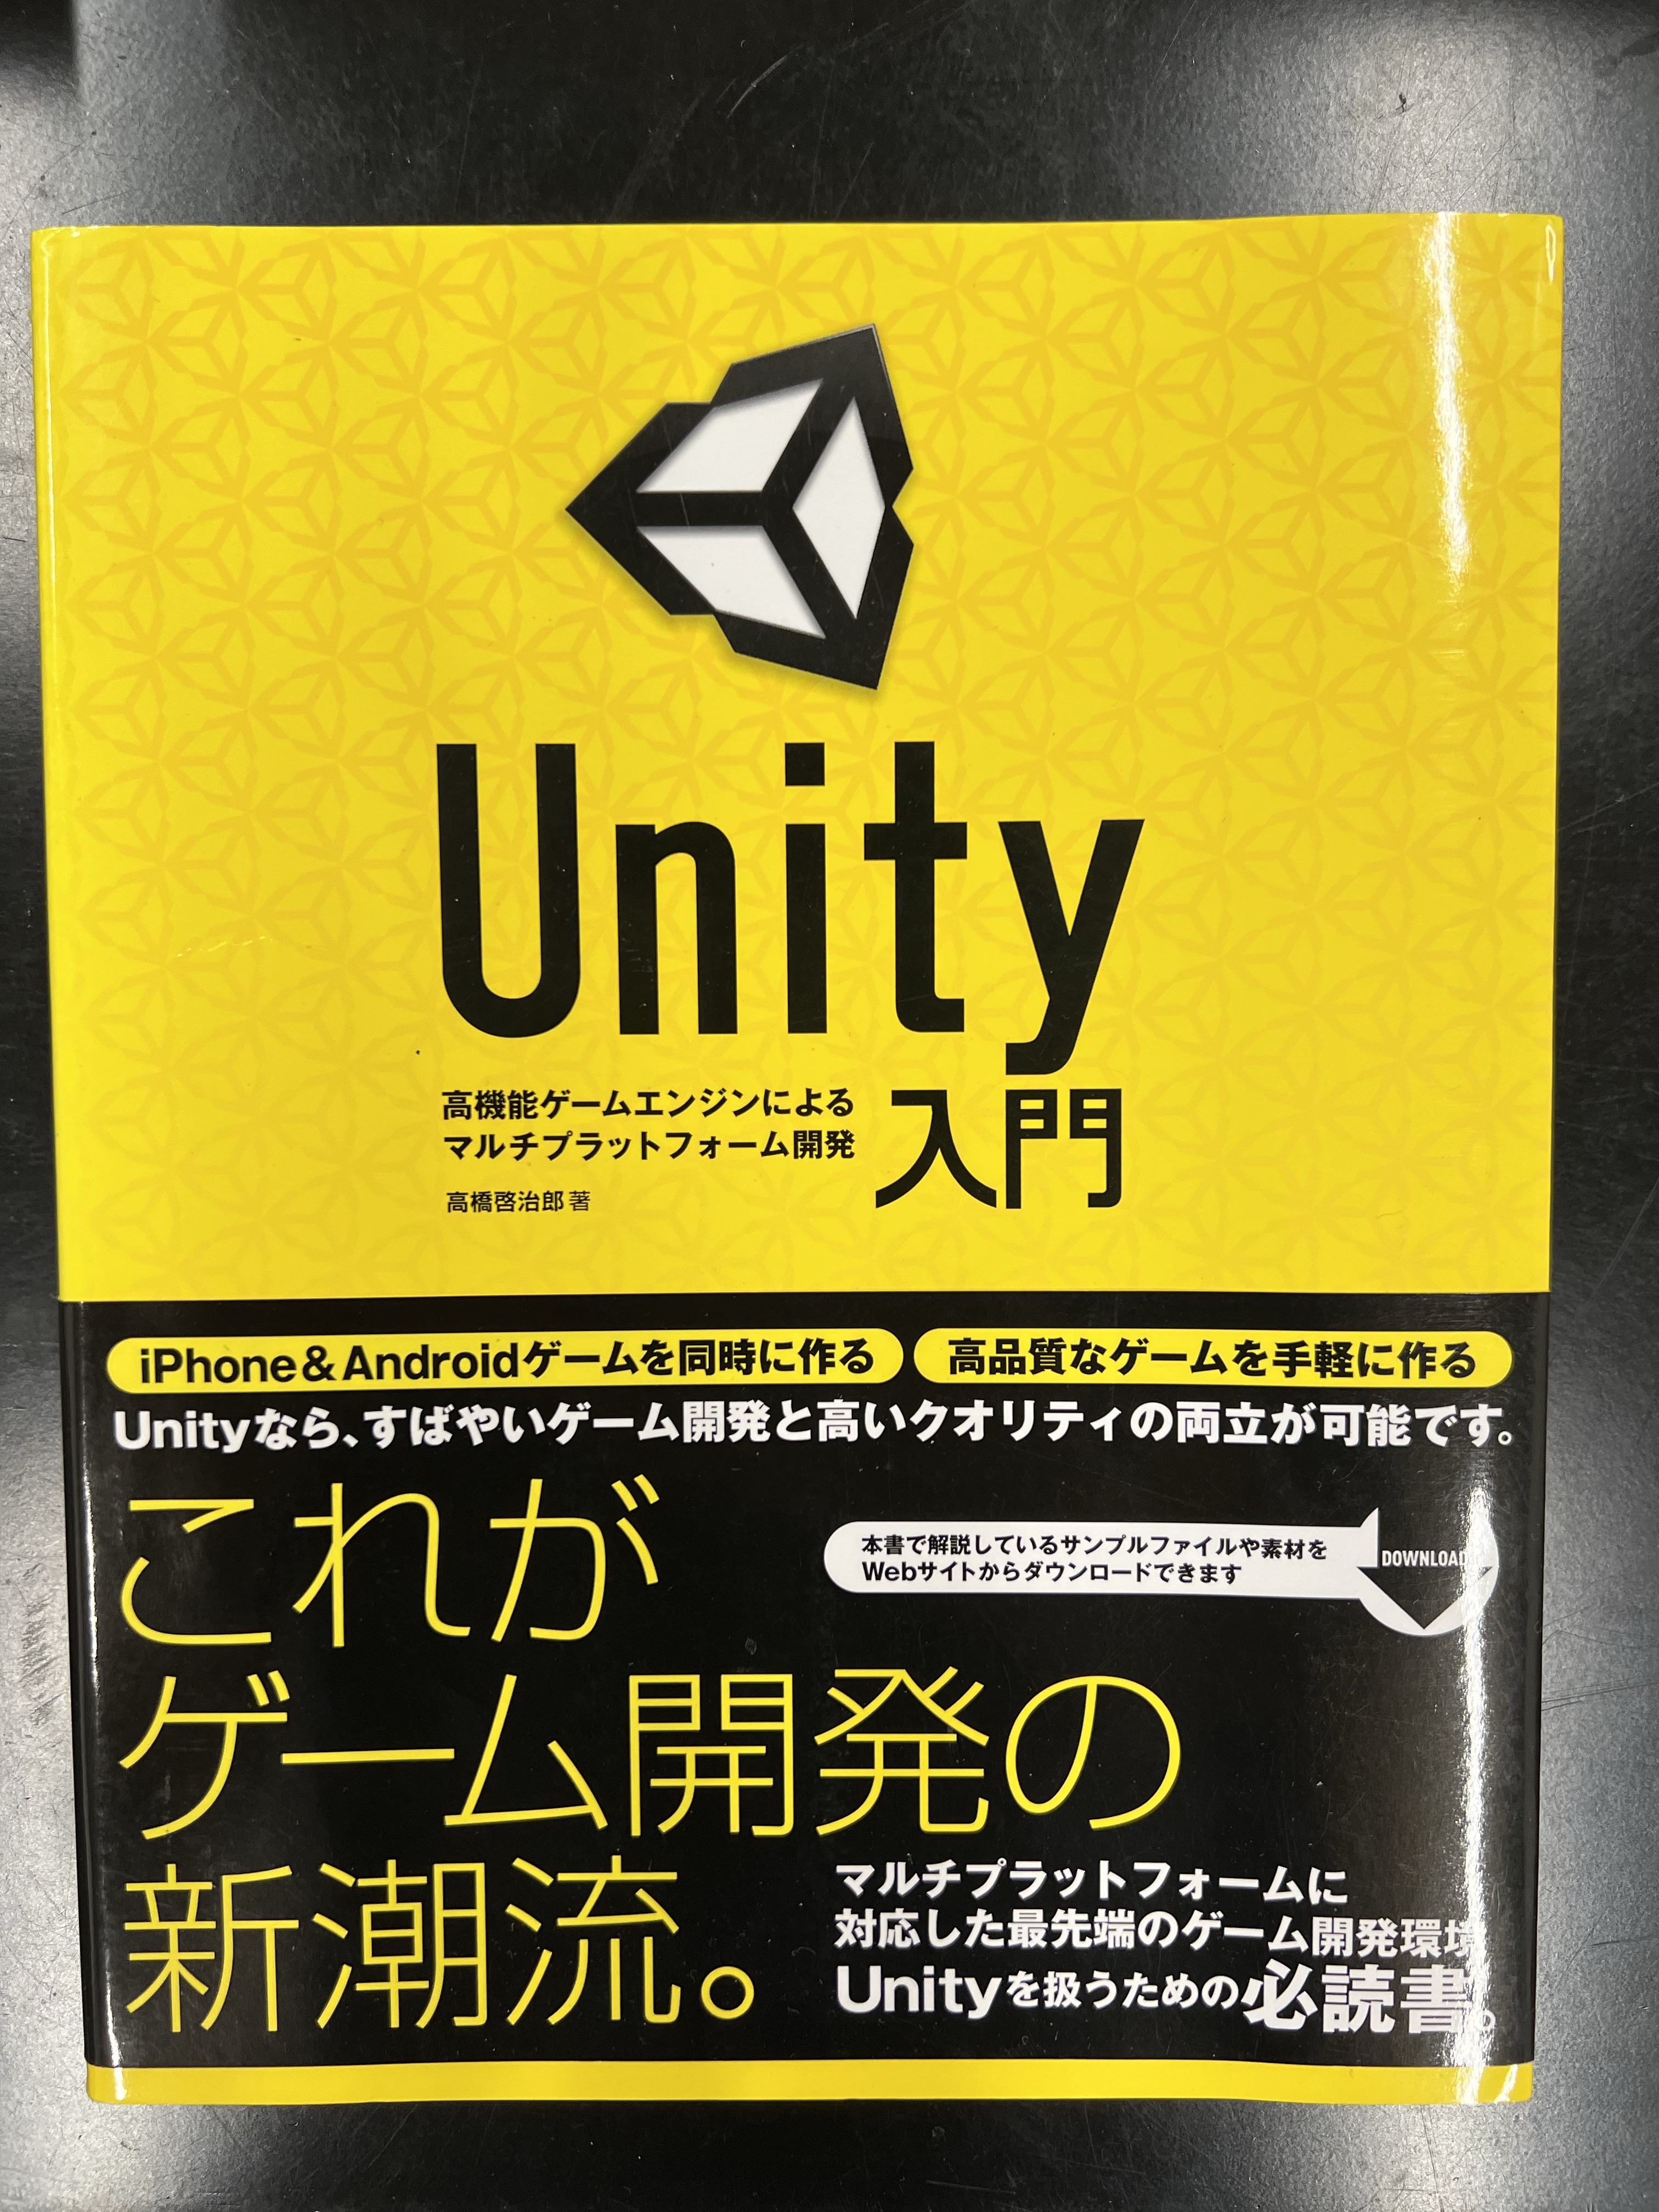 Unity
高機能ゲームエンジンによる
マルチプラットフォーム開発
入門
高橋啓治郎 著
iPhone&Androidゲームを同時に作る
高品質なゲームを手軽に作る
Unityなら、すばやいゲーム開発と高いクオリティの両立が可能です。
これが
ゲーム開発の
新潮流。
本書で解説しているサンプルファイルや素材を
Webサイトからダウンロードできます
DOWNLOAD
マルチプラットフォームに
対応した最先端のゲーム開発環境
Unityを扱うための必読書。